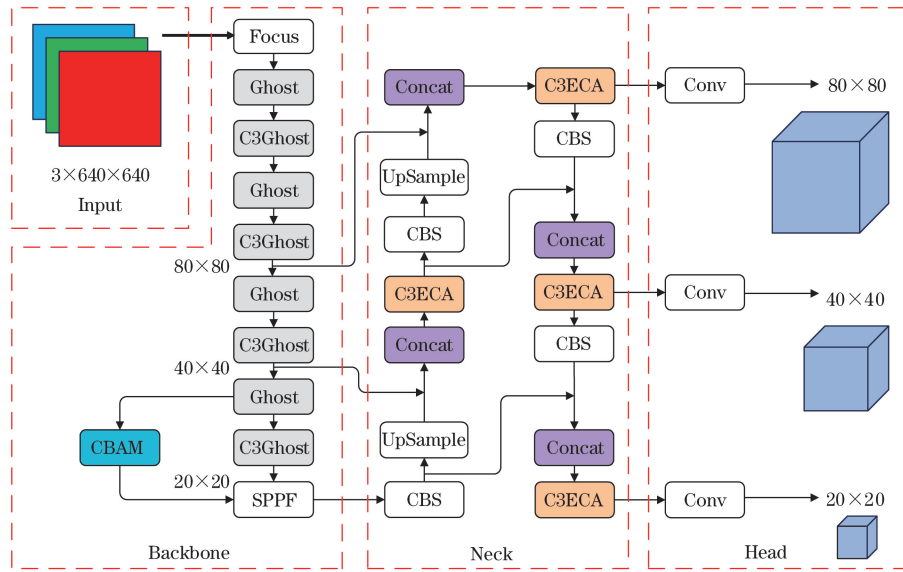 3×640×640
Input
Focus
Ghost
C3Ghost
Ghost
C3Ghost
80×80
Ghost
C3Ghost
40×40
Ghost
CBAM
C3Ghost
20×20
SPPF
Backbone
Concat
UpSample
CBS
C3ECA
Concat
UpSample
CBS
C3ECA
CBS
Concat
C3ECA
CBS
Concat
C3ECA
Neck
Conv
80×80
Conv
40×40
Conv
20×20
Head